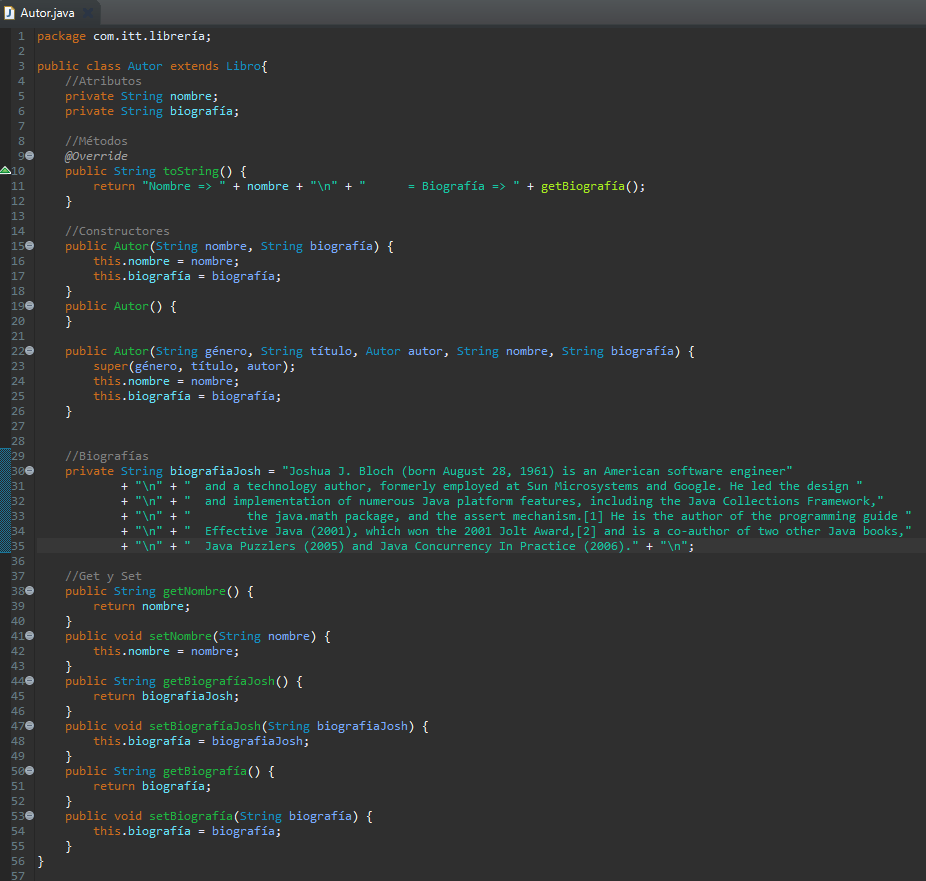 Autor.java
1 package com.itt.librería;
2
3 public class Autor extends Libro{
4 //Atributos
5 private String nombre;
6 private String biografía;
7
8 //Métodos
9 @Override
10 public String toString() {
11 return "Nombre => " + nombre + "\n" + "      = Biografía => " + getBiografía();
12 }
13
14 //Constructores
15 public Autor(String nombre, String biografía) {
16 this.nombre = nombre;
17 this.biografía = biografía;
18 }
19 public Autor() {
20 }
21
22 public Autor(String género, String título, Autor autor, String nombre, String biografía) {
23 super(género, título, autor);
24 this.nombre = nombre;
25 this.biografía = biografía;
26 }
27
28
29 //Biografías
30 private String biografiaJosh = "Joshua J. Bloch (born August 28, 1961) is an American software engineer"
31 + "\n" + "  and a technology author, formerly employed at Sun Microsystems and Google. He led the design "
32 + "\n" + "  and implementation of numerous Java platform features, including the Java Collections Framework,"
33 + "\n" + "        the java.math package, and the assert mechanism.[1] He is the author of the programming guide "
34 + "\n" + "  Effective Java (2001), which won the 2001 Jolt Award,[2] and is a co-author of two other Java books,"
35 + "\n" + "  Java Puzzlers (2005) and Java Concurrency In Practice (2006)." + "\n";
36
37 //Get y Set
38 public String getNombre() {
39 return nombre;
40 }
41 public void setNombre(String nombre) {
42 this.nombre = nombre;
43 }
44 public String getBiografíaJosh() {
45 return biografiaJosh;
46 }
47 public void setBiografíaJosh(String biografiaJosh) {
48 this.biografía = biografiaJosh;
49 }
50 public String getBiografía() {
51 return biografía;
52 }
53 public void setBiografía(String biografía) {
54 this.biografía = biografía;
55 }
56 }
57